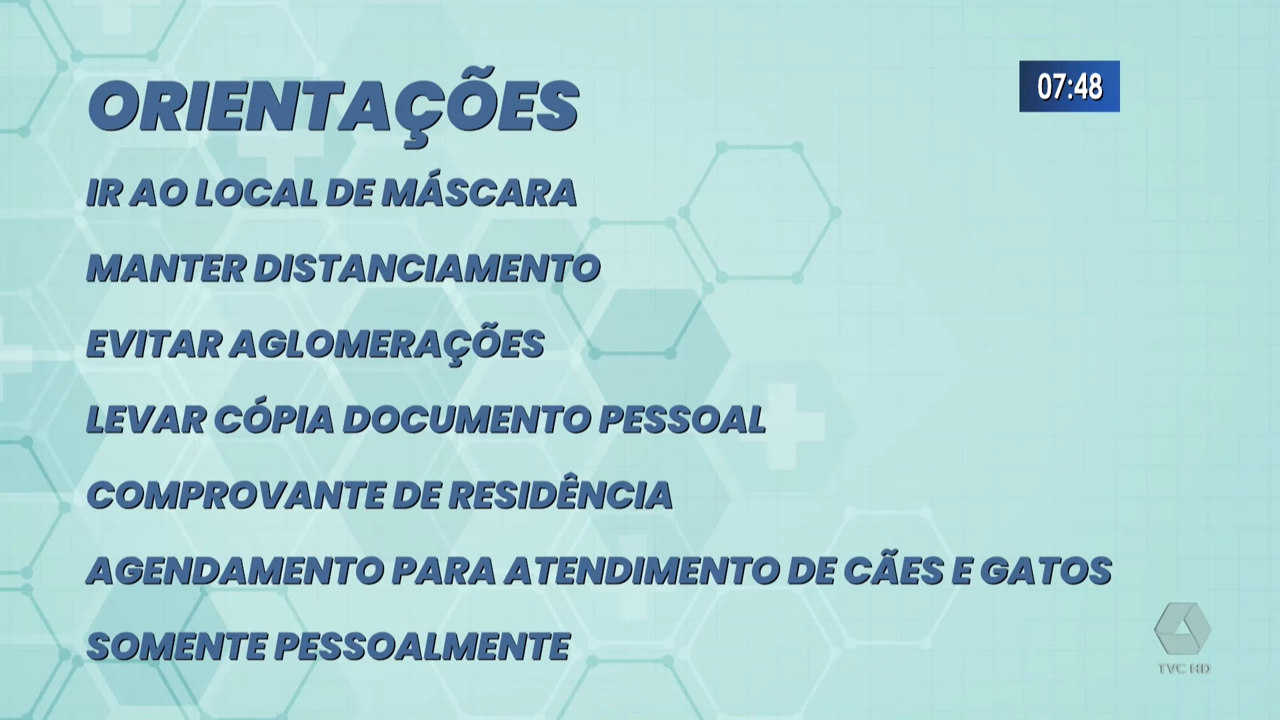 ORIENTAÇÕES
07:48
IR AO LOCAL DE MÁSCARA
MANTER DISTANCIAMENTO
EVITAR AGLOMERAÇÕES
LEVAR CÓPIA DOCUMENTO PESSOAL
COMPROVANTE DE RESIDÊNCIA
AGENDAMENTO PARA ATENDIMENTO DE CÃES E GATOS
SOMENTE PESSOALMENTE
TVC HD